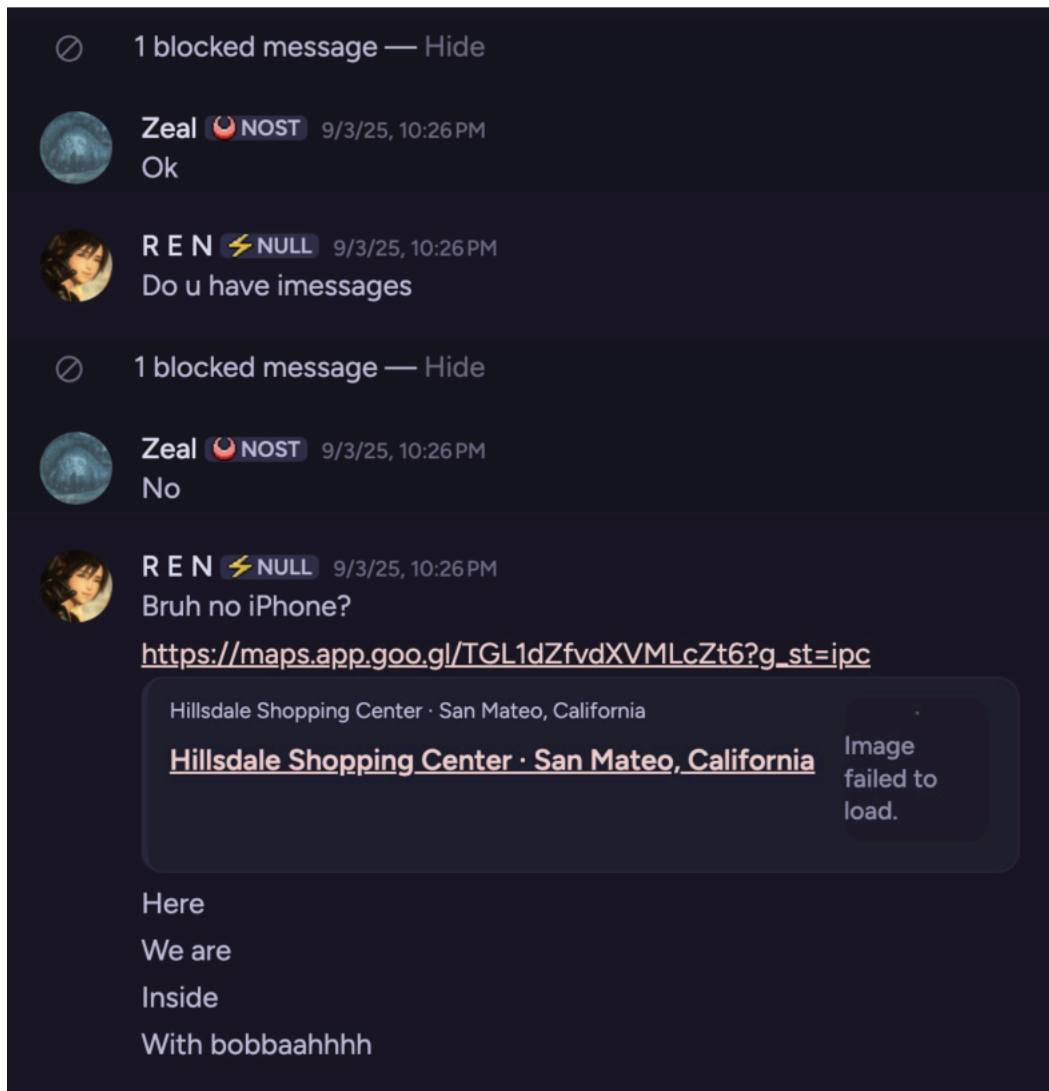 1 blocked message — Hide
Zeal NOST 9/3/25, 10:26 PM
Ok
R E N NULL 9/3/25, 10:26 PM
Do u have imessages
1 blocked message — Hide
Zeal NOST 9/3/25, 10:26 PM
No
R E N NULL 9/3/25, 10:26 PM
Bruh no iPhone?
https://maps.app.goo.gl/TGL1dZfvdXVMLcZt6?g_st=ipc
Hillsdale Shopping Center · San Mateo, California
Hillsdale Shopping Center · San Mateo, California
Image
failed to
load.
Here
We are
Inside
With bobbaahhhh